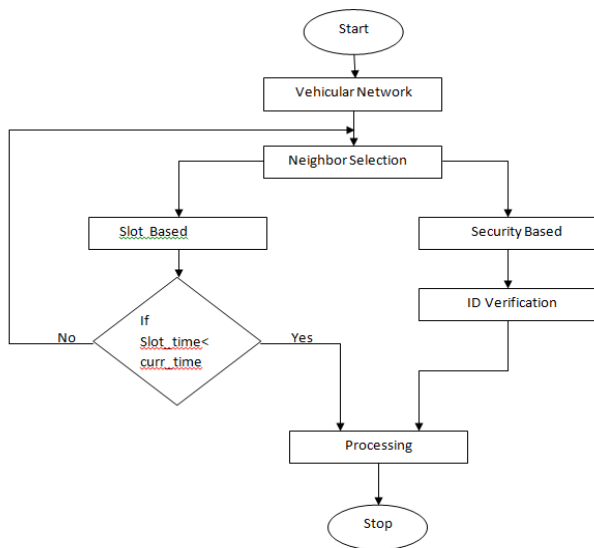 Start
Vehicular Network
Neighbor Selection
Slot Based
Security Based
ID Verification
If
Slot_time<
curr_time
No
Yes
Processing
Stop